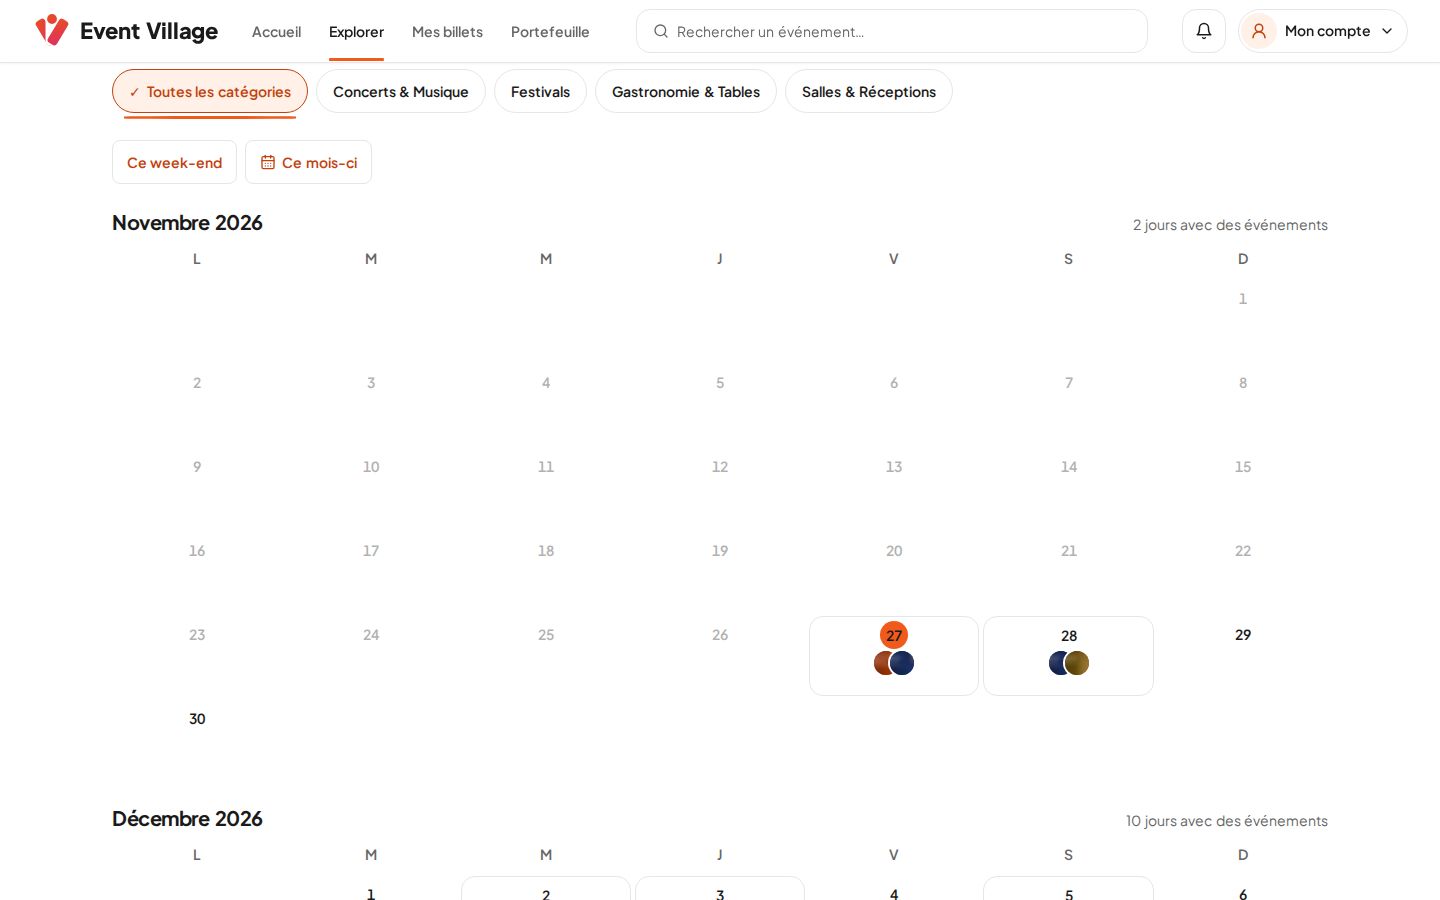 Event Village Accueil Explorer Mes billets Portefeuille Rechercher un événement... Mon compte
✓ Toutes les catégories Concerts & Musique Festivals Gastronomie & Tables Salles & Réceptions
Ce week-end Ce mois-ci
Novembre 2026 2 jours avec des événements
L M M J V S D
1
2 3 4 5 6 7 8
9 10 11 12 13 14 15
16 17 18 19 20 21 22
23 24 25 26 27 28 29
30
Décembre 2026 10 jours avec des événements
L M M J V S D
1 2 3 4 5 6